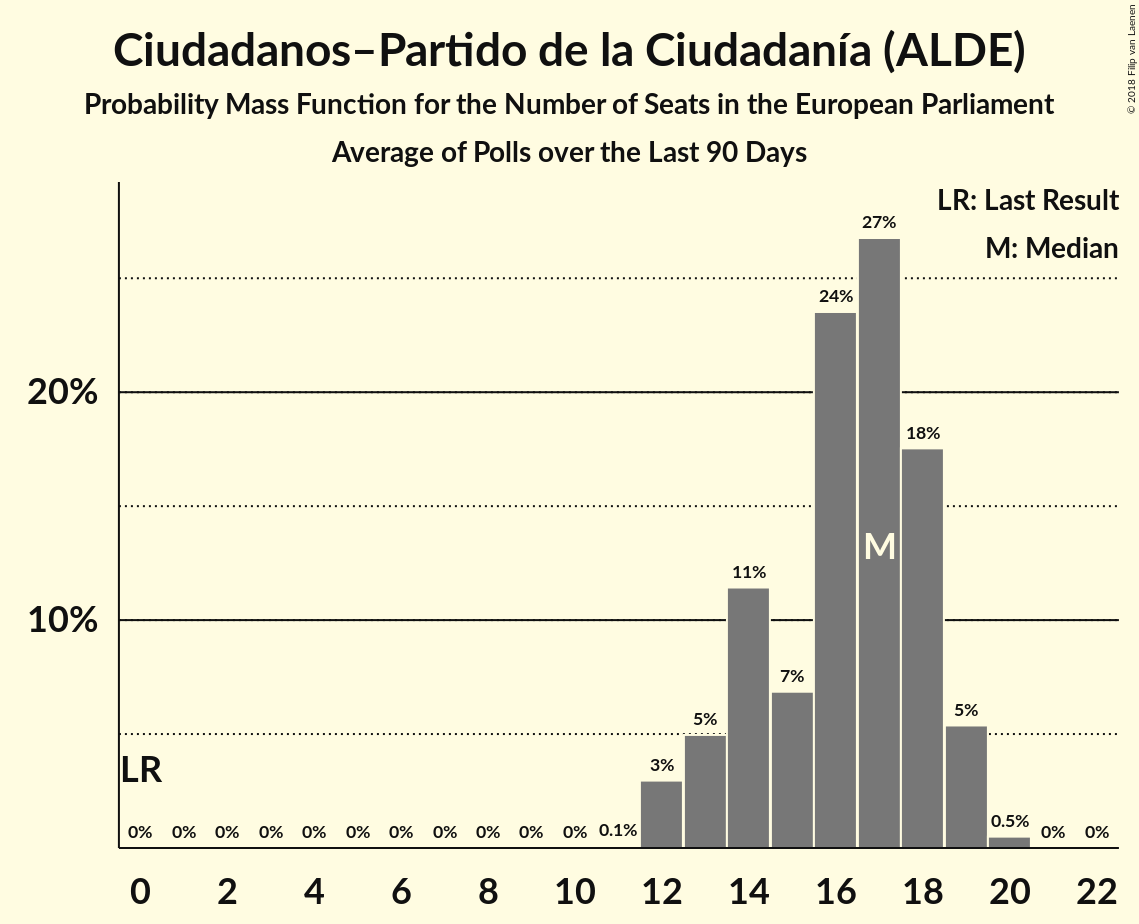 Ciudadanos–Partido de la Ciudadanía (ALDE)
Probability Mass Function for the Number of Seats in the European Parliament
Average of Polls over the Last 90 Days
© 2018 Filip van Laenen
LR: Last Result
M: Median
27%
24%
20%
18%
M
11%
10%
7%
5%
5%
3%
LR
0% 0% 0% 0% 0% 0% 0% 0% 0% 0% 0% 0.1% 0.5% 0% 0%
0 2 4 6 8 10 12 14 16 18 20 22